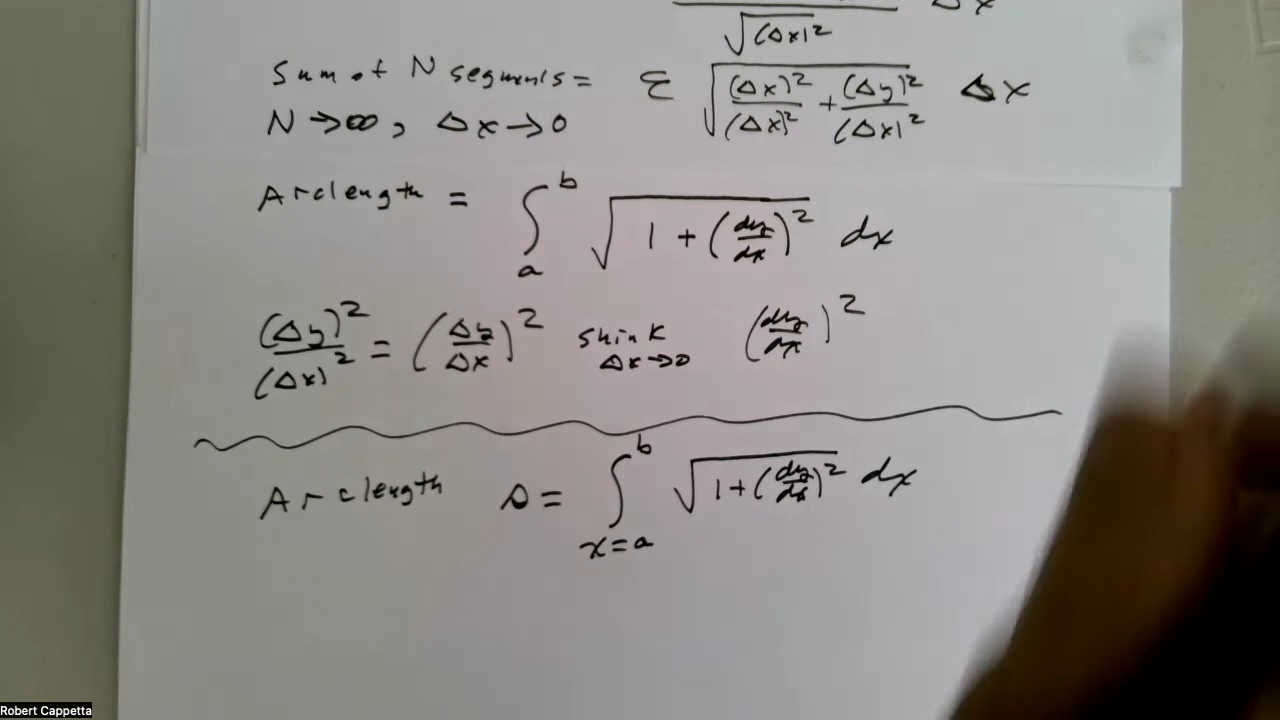 √(Δx)² Δx
Sum of N segments = Σ √((Δx)²/(Δx)² + (Δy)²/(Δx)²) Δx
N→∞, Δx→0
Arclength = ∫ₐᵇ √(1 + (dy/dx)²) dx
(Δy)²/(Δx)² = (Δy/Δx)² shink Δx→0 (dy/dx)²
Arclength s = ∫ₓ₌ₐᵇ √(1+(dy/dx)²) dx
Robert Cappetta